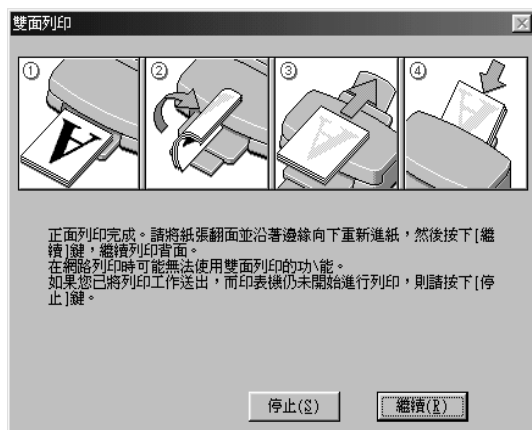 雙面列印
① ② ③ ④
A A
正面列印完成。請將紙張翻面並沿著邊緣向下重新進紙，然後按下[繼
續]鍵，繼續列印背面。
在網路列印時可能無法使用雙面列印的功\能。
如果您已將列印工作送出，而印表機仍未開始進行列印，則請按下[停
止]鍵。
停止(S) 繼續(R)